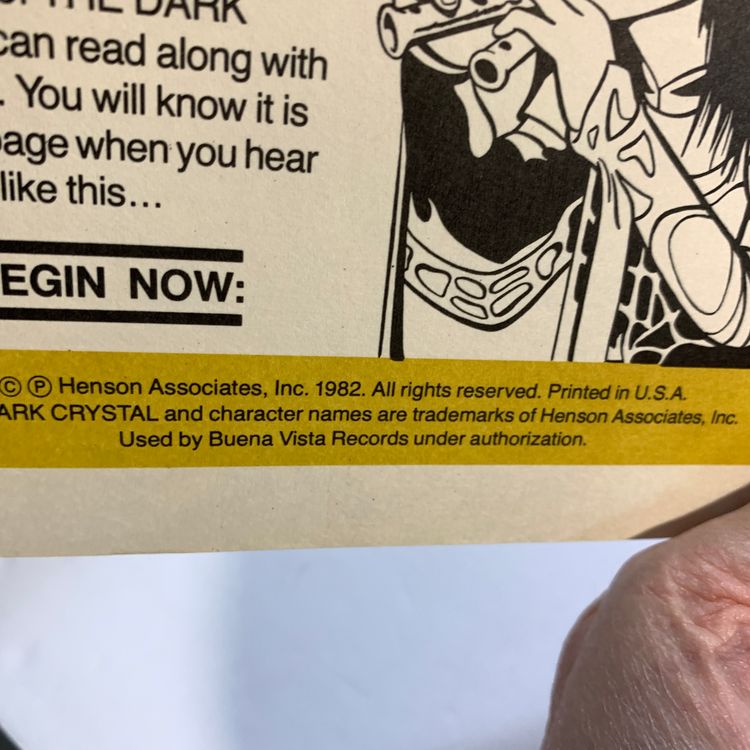 THE DARK
can read along with
. You will know it is
page when you hear
like this...
EGIN NOW:
© ℗ Henson Associates, Inc. 1982. All rights reserved. Printed in U.S.A.
ARK CRYSTAL and character names are trademarks of Henson Associates, Inc.
Used by Buena Vista Records under authorization.